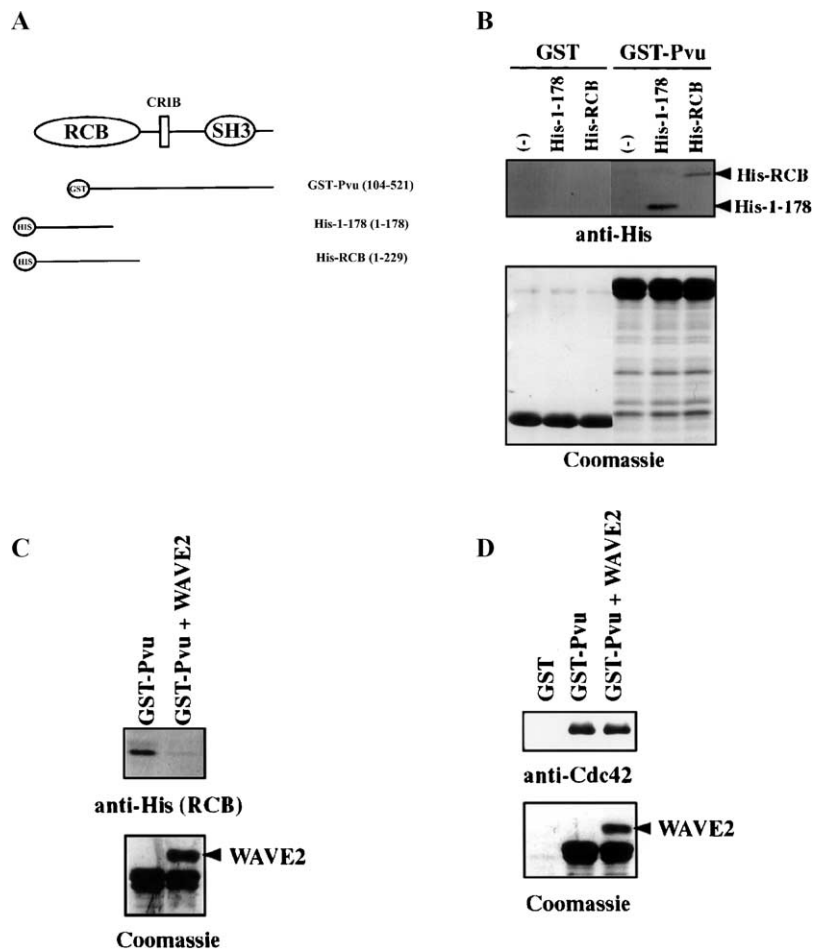 A
CRIB
RCB
SH3
GST
GST-Pvu (104-521)
HIS
His-1-178 (1-178)
HIS
His-RCB (1-229)
B
GST
GST-Pvu
(-)
His-1-178
His-RCB
(-)
His-1-178
His-RCB
His-RCB
His-1-178
anti-His
Coomassie
C
GST-Pvu
GST-Pvu + WAVE2
anti-His (RCB)
WAVE2
Coomassie
D
GST
GST-Pvu
GST-Pvu + WAVE2
anti-Cdc42
WAVE2
Coomassie